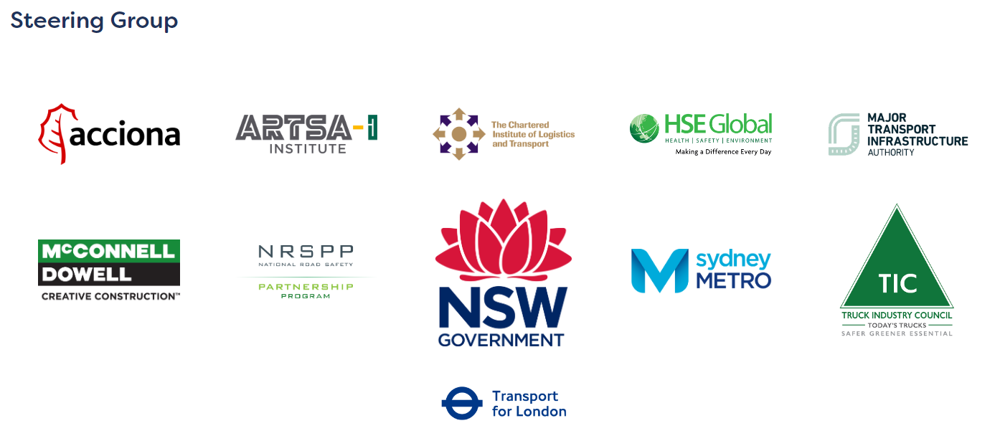 Steering Group
acciona
ARTSA-i
INSTITUTE
The Chartered
Institute of Logistics
and Transport
HSE Global
HEALTH | SAFETY | ENVIRONMENT
Making a Difference Every Day
MAJOR
TRANSPORT
INFRASTRUCTURE
AUTHORITY
McCONNELL
DOWELL
CREATIVE CONSTRUCTION™
NRSPP
NATIONAL ROAD SAFETY
PARTNERSHIP
PROGRAM
NSW
GOVERNMENT
sydney
METRO
TIC
TRUCK INDUSTRY COUNCIL
TODAY'S TRUCKS
SAFER GREENER ESSENTIAL
Transport
for London